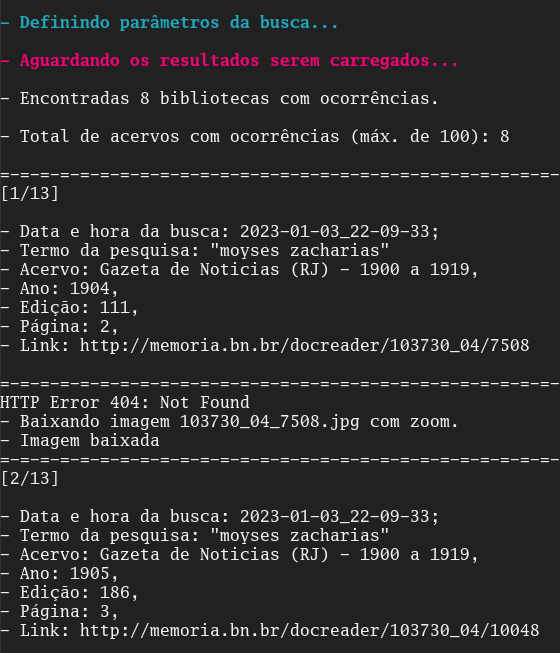 - Definindo parâmetros da busca...
- Aguardando os resultados serem carregados...
- Encontradas 8 bibliotecas com ocorrências.
- Total de acervos com ocorrências (máx. de 100): 8
=-=-=-=-=-=-=-=-=-=-=-=-=-=-=-=-=-=-=-=-=-=-=-=-=-=-=-=-
[1/13]
- Data e hora da busca: 2023-01-03_22-09-33;
- Termo da pesquisa: "moyses zacharias"
- Acervo: Gazeta de Noticias (RJ) - 1900 a 1919,
- Ano: 1904,
- Edição: 111,
- Página: 2,
- Link: http://memoria.bn.br/docreader/103730_04/7508
=-=-=-=-=-=-=-=-=-=-=-=-=-=-=-=-=-=-=-=-=-=-=-=-=-=-=-=-
HTTP Error 404: Not Found
- Baixando imagem 103730_04_7508.jpg com zoom.
- Imagem baixada
=-=-=-=-=-=-=-=-=-=-=-=-=-=-=-=-=-=-=-=-=-=-=-=-=-=-=-=-
[2/13]
- Data e hora da busca: 2023-01-03_22-09-33;
- Termo da pesquisa: "moyses zacharias"
- Acervo: Gazeta de Noticias (RJ) - 1900 a 1919,
- Ano: 1905,
- Edição: 186,
- Página: 3,
- Link: http://memoria.bn.br/docreader/103730_04/10048